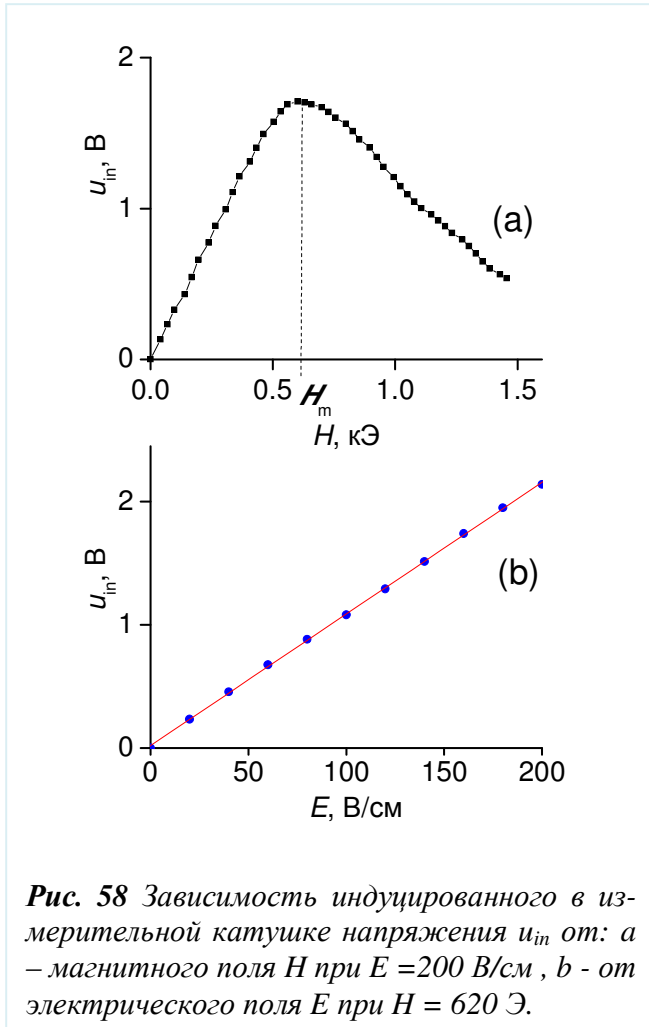 2
1
0
u_in, В
(a)
0.0 0.5 H_m 1.0 1.5
H, кЭ
2
1
0
u_in, В
(b)
0 50 100 150 200
E, В/см
Рис. 58 Зависимость индуцированного в из-
мерительной катушке напряжения u_in от: а
– магнитного поля H при E =200 В/см , b - от
электрического поля E при H = 620 Э.